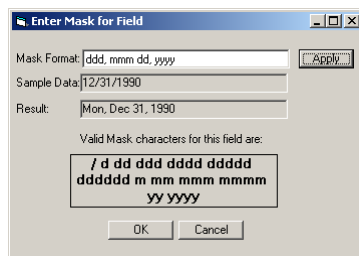 Enter Mask for Field
Mask Format: ddd, mmm dd, yyyy Apply
Sample Data: 12/31/1990
Result: Mon, Dec 31, 1990
Valid Mask characters for this field are:
/ d dd ddd dddd ddddd
dddddd m mm mmm mmmm
yy yyyy
OK Cancel